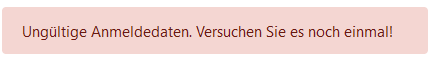 Ungültige Anmeldedaten. Versuchen Sie es noch einmal!